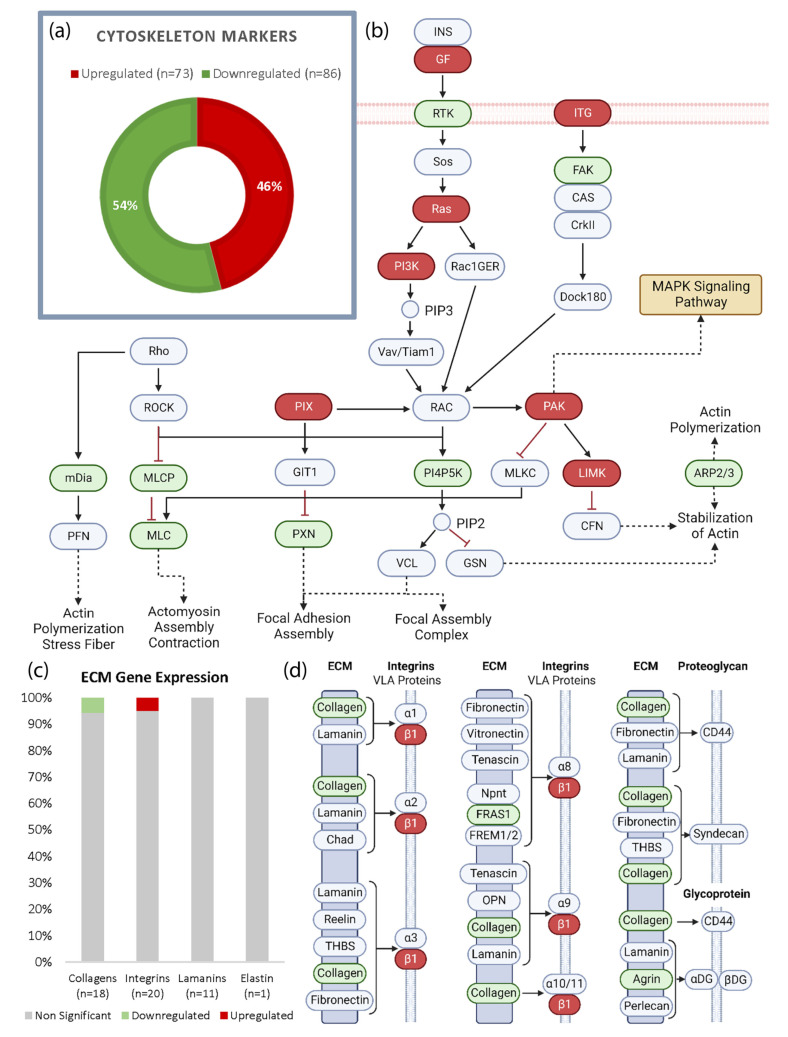 (a)
CYTOSKELETON MARKERS
Upregulated (n=73) Downregulated (n=86)
54%
46%
(b)
INS
GF
RTK
ITG
Sos
FAK
CAS
CrkII
Ras
PI3K
Rac1GER
PIP3
Dock180
MAPK Signaling
Pathway
Vav/Tiam1
Rho
ROCK
PIX
RAC
PAK
Actin
Polymerization
mDia
MLCP
GIT1
PI4P5K
MLKC
LIMK
ARP2/3
PFN
MLC
PXN
PIP2
CFN
Stabilization
of Actin
VCL
GSN
Actin
Polymerization
Stress Fiber
Actomyosin
Assembly
Contraction
Focal Adhesion
Assembly
Focal Assembly
Complex
(c)
ECM Gene Expression
100%
90%
80%
70%
60%
50%
40%
30%
20%
10%
0%
Collagens
(n=18)
Integrins
(n=20)
Lamanins
(n=11)
Elastin
(n=1)
Non Significant Downregulated Upregulated
(d)
ECM
Integrins
VLA Proteins
Collagen
Lamanin
α1
β1
Collagen
Lamanin
Chad
α2
β1
Lamanin
Reelin
THBS
Collagen
Fibronectin
α3
β1
ECM
Integrins
VLA Proteins
Fibronectin
Vitronectin
Tenascin
Npnt
FRAS1
FREM1/2
α8
β1
Tenascin
OPN
Collagen
Lamanin
α9
β1
Collagen
α10/11
β1
ECM
Proteoglycan
Collagen
Fibronectin
Lamanin
CD44
Collagen
Fibronectin
THBS
Collagen
Syndecan
Glycoprotein
Collagen
CD44
Lamanin
Agrin
Perlecan
αDG
βDG